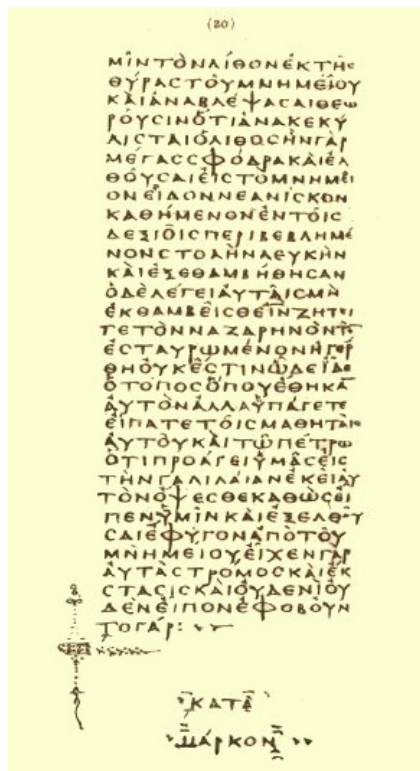 (20)
ΜΙΝΤΟΝΛΙΘΟΝΕΚΤΗϹ
ΘΥΡΑϹΤΟΥΜΝΗΜΕΙΟΥ
ΚΑΙΑΝΑΒΛΕΨΑϹΑΙΘΕΩ
ΡΟΥϹΙΝΟΤΙΑΝΑΚΕΚΥ
ΛΙϹΤΑΙΟΛΙΘΟϹΗΝΓΑΡ
ΜΕΓΑϹϹΦΟΔΡΑΚΑΙΕΛ
ΘΟΥϹΑΙΕΙϹΤΟΜΝΗΜΕΙ
ΟΝΕΙΔΟΝΝΕΑΝΙϹΚΟΝ
ΚΑΘΗΜΕΝΟΝΕΝΤΟΙϹ
ΔΕΞΙΟΙϹΠΕΡΙΒΕΒΛΗΜΕ
ΝΟΝϹΤΟΛΗΝΛΕΥΚΗΝ
ΚΑΙΕΞΕΘΑΜΒΗΘΗϹΑΝ
ΟΔΕΛΕΓΕΙΑΥΤΑΙϹΜΗ
ΕΚΘΑΜΒΕΙϹΘΕΙΝΖΗΤΕΙ
ΤΕΤΟΝΝΑΖΑΡΗΝΟΝΤΟ
ΕϹΤΑΥΡΩΜΕΝΟΝΗΓΕΡ
ΘΗΟΥΚΕϹΤΙΝΩΔΕΙΔΕ
ΟΤΟΠΟϹΟΠΟΥΕΘΗΚΑ̅
ΑΥΤΟΝΑΛΛΑΥΠΑΓΕΤΕ
ΕΙΠΑΤΕΤΟΙϹΜΑΘΗΤΑΙϹ
ΑΥΤΟΥΚΑΙΤΩΠΕΤΡΩ
ΟΤΙΠΡΟΑΓΕΙΥΜΑϹΕΙϹ
ΤΗΝΓΑΛΙΛΑΙΑΝΕΚΕΙΑΥ
ΤΟΝΟΨΕϹΘΕΚΑΘΩϹΕΙ
ΠΕΝΥΜΙΝΚΑΙΕΞΕΛΘΟΥ
ϹΑΙΕΦΥΓΟΝΑΠΟΤΟΥ
ΜΝΗΜΕΙΟΥΕΙΧΕΝΓΑΡ
ΑΥΤΑϹΤΡΟΜΟϹΚΑΙΕΚ
ϹΤΑϹΙϹΚΑΙΟΥΔΕΝΙΟΥ
ΔΕΝΕΙΠΟΝΕΦΟΒΟΥΝ
ΤΟΓΑΡ:
ΚΑΤΑ
ΜΑΡΚΟΝ